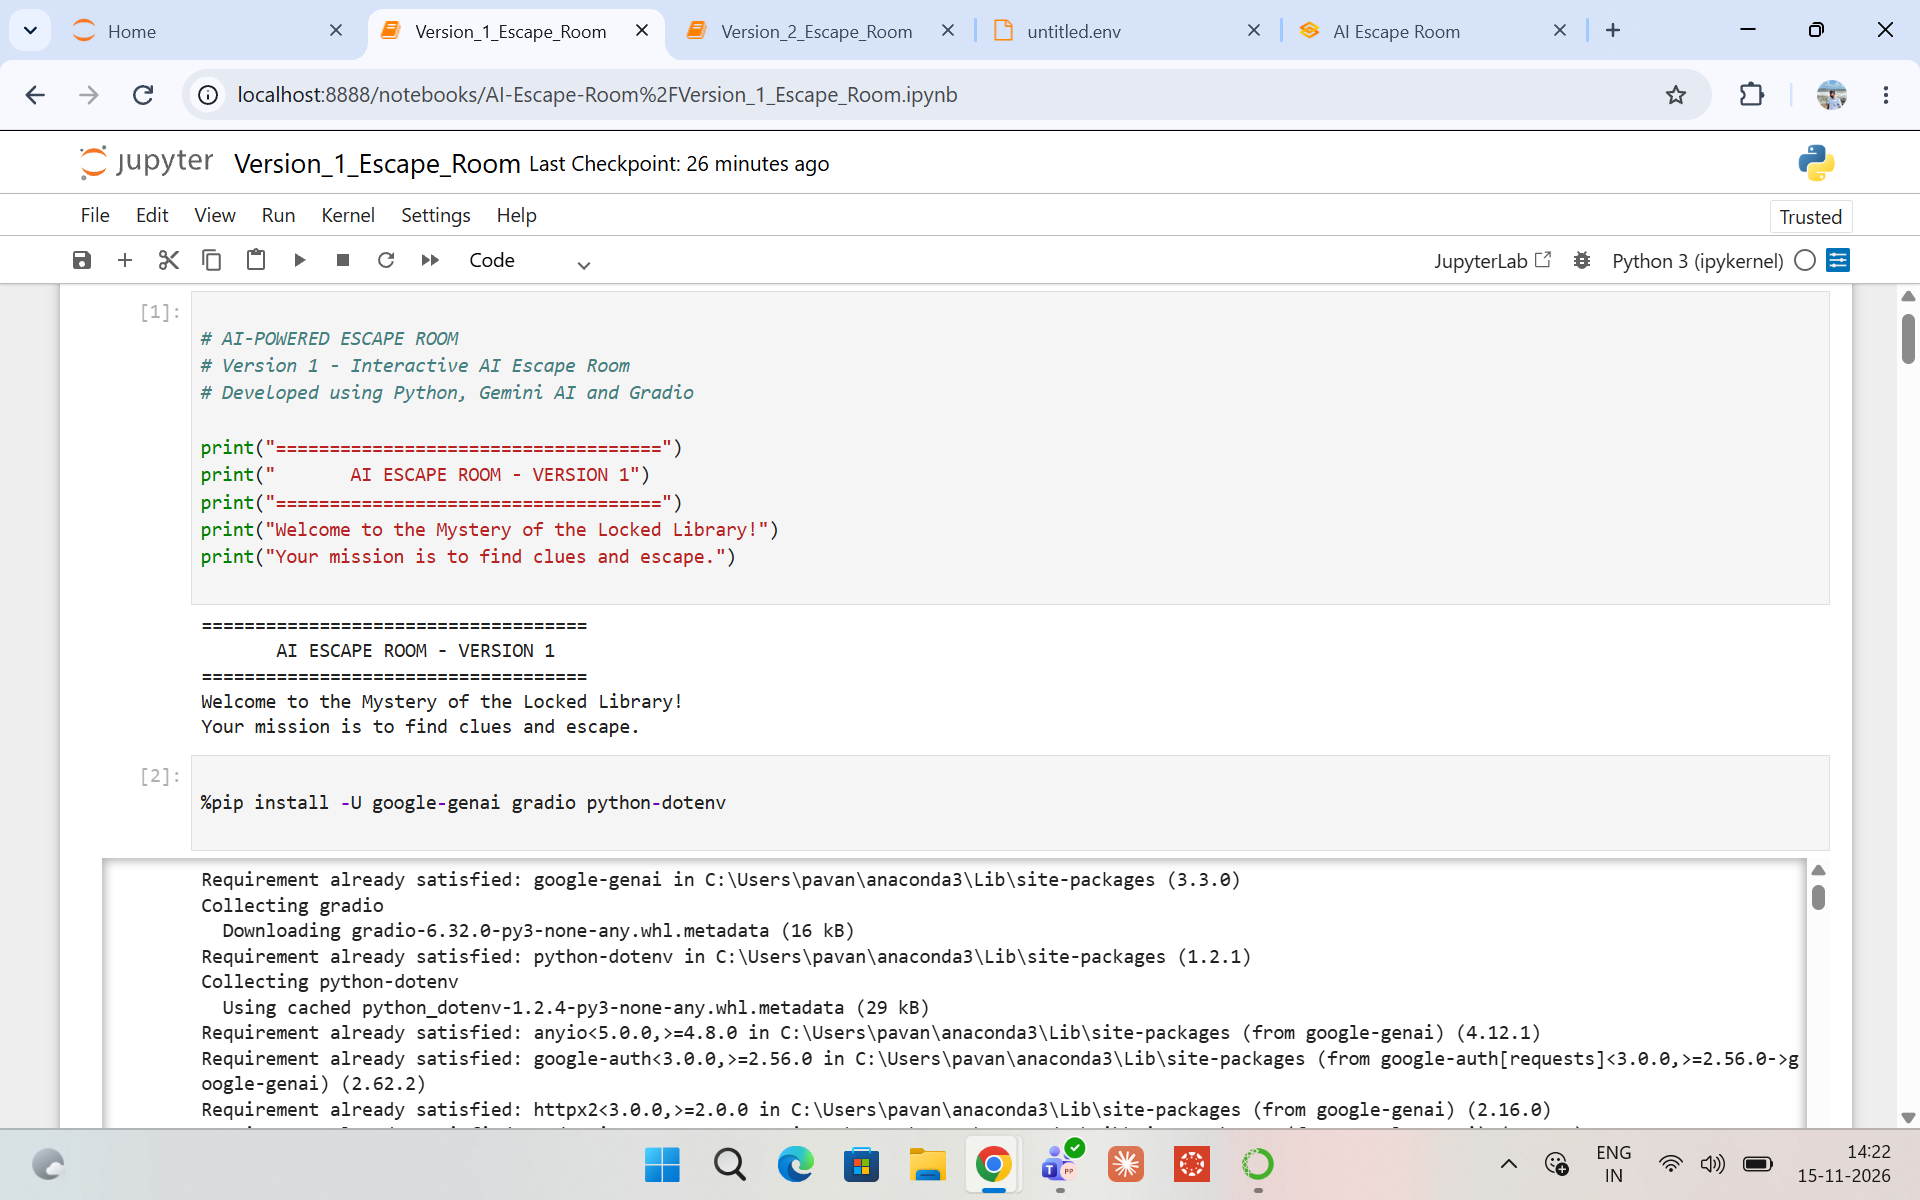 Home
Version_1_Escape_Room
Version_2_Escape_Room
untitled.env
AI Escape Room
localhost:8888/notebooks/AI-Escape-Room%2FVersion_1_Escape_Room.ipynb
jupyter Version_1_Escape_Room Last Checkpoint: 26 minutes ago
File Edit View Run Kernel Settings Help
Trusted
Code
JupyterLab
Python 3 (ipykernel)
[1]:
# AI-POWERED ESCAPE ROOM
# Version 1 - Interactive AI Escape Room
# Developed using Python, Gemini AI and Gradio
print("====================================")
print("       AI ESCAPE ROOM - VERSION 1")
print("====================================")
print("Welcome to the Mystery of the Locked Library!")
print("Your mission is to find clues and escape.")
====================================
       AI ESCAPE ROOM - VERSION 1
====================================
Welcome to the Mystery of the Locked Library!
Your mission is to find clues and escape.
[2]:
%pip install -U google-genai gradio python-dotenv
Requirement already satisfied: google-genai in C:\Users\pavan\anaconda3\Lib\site-packages (3.3.0)
Collecting gradio
  Downloading gradio-6.32.0-py3-none-any.whl.metadata (16 kB)
Requirement already satisfied: python-dotenv in C:\Users\pavan\anaconda3\Lib\site-packages (1.2.1)
Collecting python-dotenv
  Using cached python_dotenv-1.2.4-py3-none-any.whl.metadata (29 kB)
Requirement already satisfied: anyio<5.0.0,>=4.8.0 in C:\Users\pavan\anaconda3\Lib\site-packages (from google-genai) (4.12.1)
Requirement already satisfied: google-auth<3.0.0,>=2.56.0 in C:\Users\pavan\anaconda3\Lib\site-packages (from google-auth[requests]<3.0.0,>=2.56.0->g
oogle-genai) (2.62.2)
Requirement already satisfied: httpx2<3.0.0,>=2.0.0 in C:\Users\pavan\anaconda3\Lib\site-packages (from google-genai) (2.16.0)
ENG
IN
14:22
15-11-2026